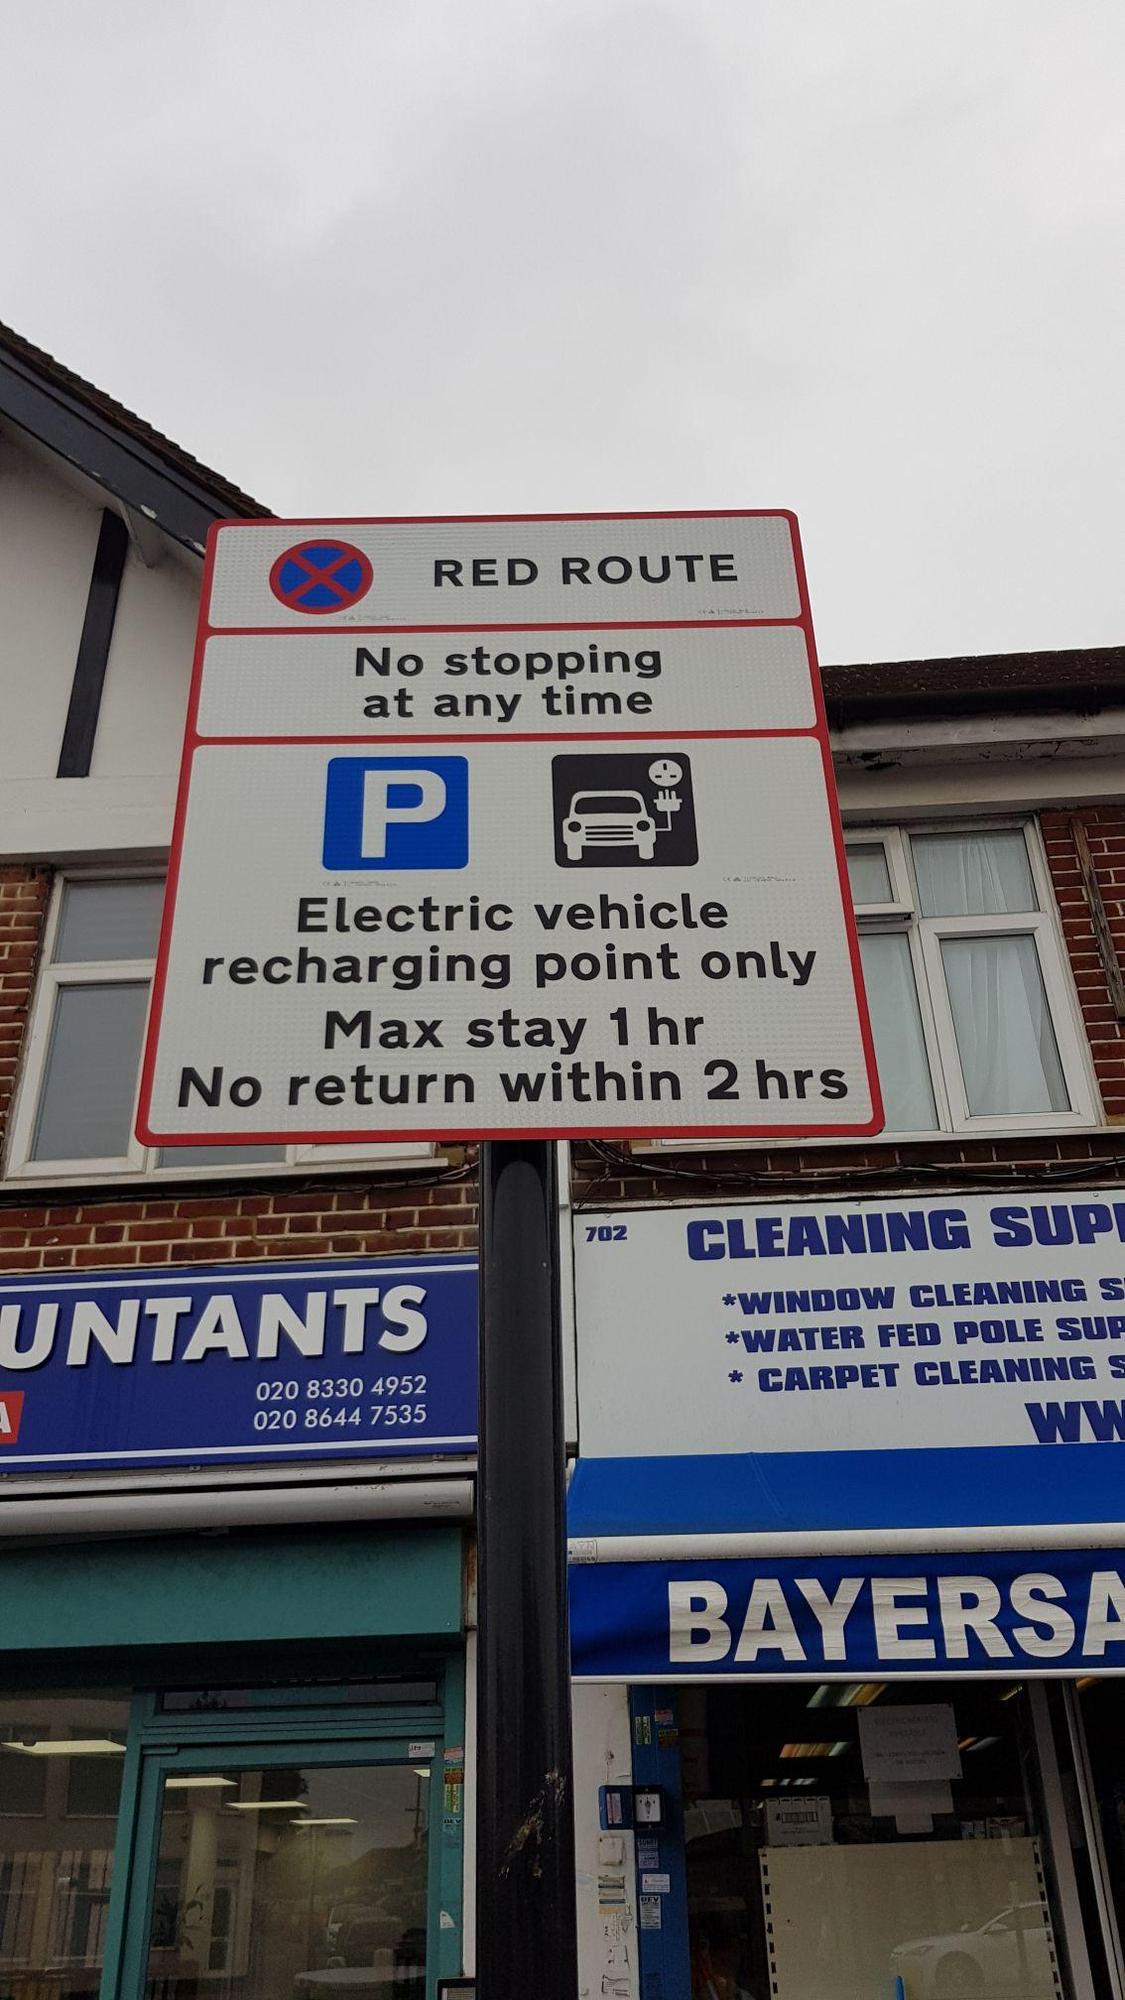 RED ROUTE
No stopping
at any time
P
Electric vehicle
recharging point only
Max stay 1 hr
No return within 2 hrs
UNTANTS
020 8330 4952
020 8644 7535
A
702
CLEANING SUPP
*WINDOW CLEANING S
*WATER FED POLE SUP
* CARPET CLEANING S
WW
BAYERSA